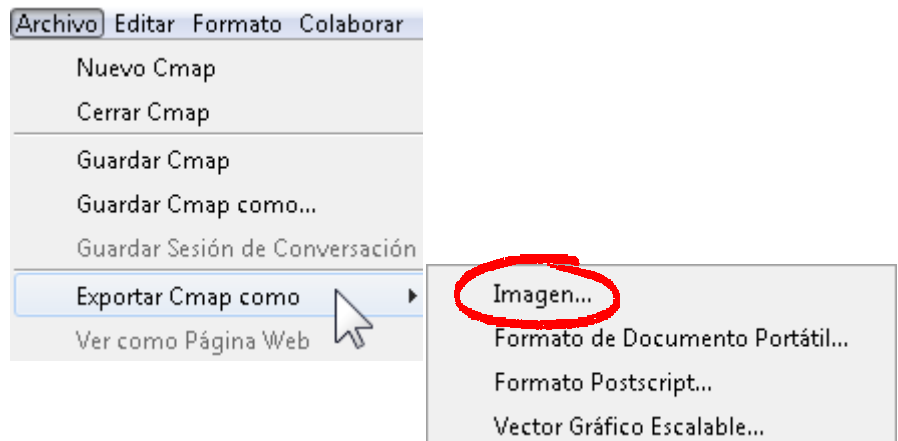 Archivo Editar Formato Colaborar
Nuevo Cmap
Cerrar Cmap
Guardar Cmap
Guardar Cmap como...
Guardar Sesión de Conversación
Exportar Cmap como
Ver como Página Web
Imagen...
Formato de Documento Portátil...
Formato Postscript...
Vector Gráfico Escalable...